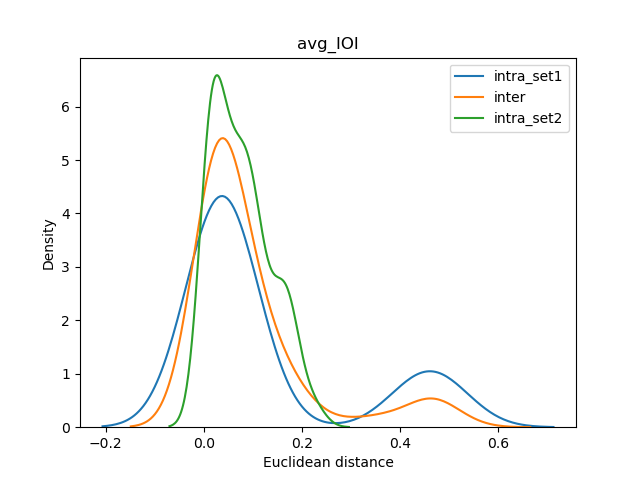 avg_IOI
intra_set1
inter
intra_set2
6
5
4
3
2
1
0
Density
−0.2
0.0
0.2
0.4
0.6
Euclidean distance